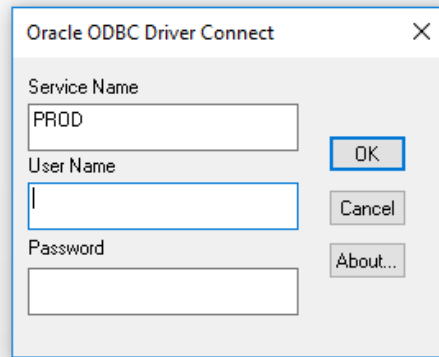 Oracle ODBC Driver Connect
Service Name
PROD
OK
User Name
Cancel
Password
About...